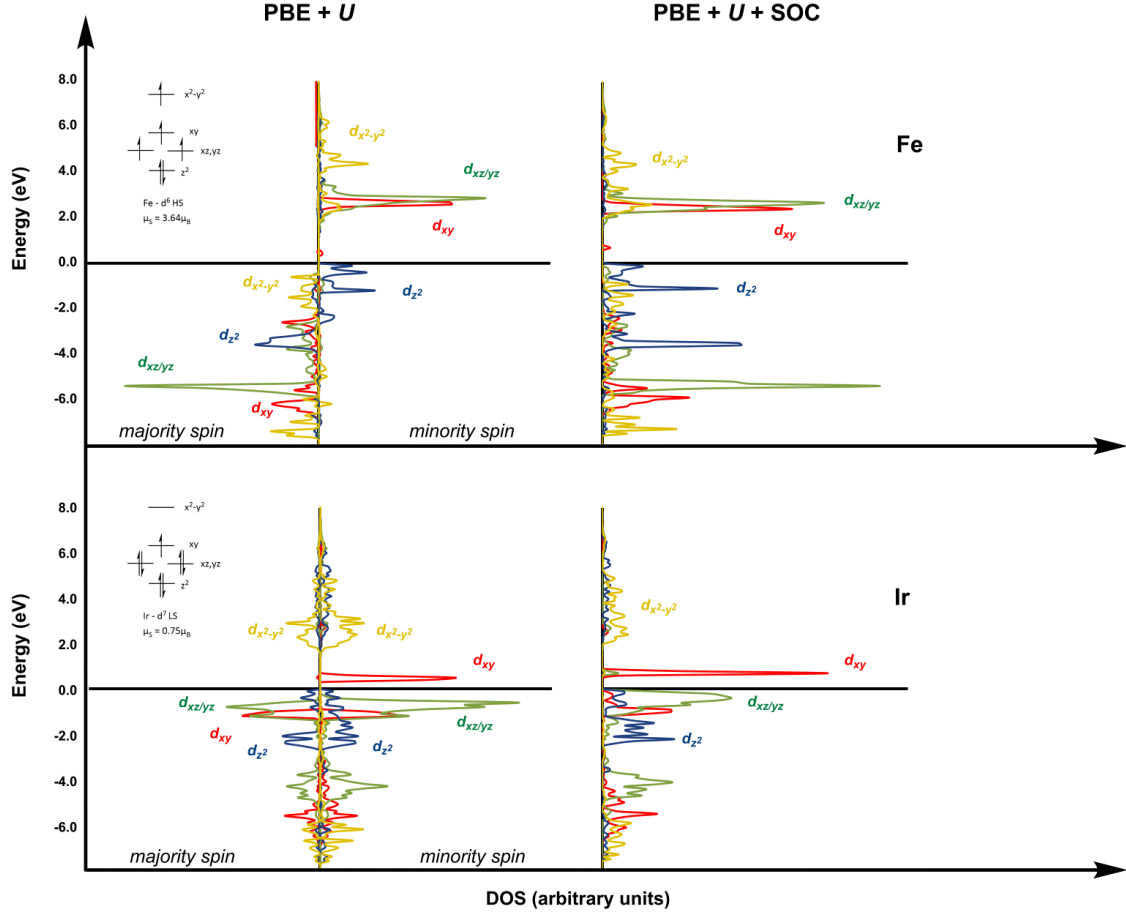 PBE + U
PBE + U + SOC
8.0
6.0
4.0
2.0
0.0
-2.0
-4.0
-6.0
Energy (eV)
x²-y²
xy
xz,yz
z²
Fe - d⁶ HS
μS = 3.64μB
dx²-y²
dxz/yz
dxy
dx²-y²
dz²
dz²
dxz/yz
dxy
majority spin
minority spin
Fe
dx²-y²
dxz/yz
dxy
dz²
8.0
6.0
4.0
2.0
0.0
-2.0
-4.0
-6.0
Energy (eV)
x²-y²
xy
xz,yz
z²
Ir - d⁷ LS
μS = 0.75μB
dx²-y²
dx²-y²
dxy
dxz/yz
dxz/yz
dxy
dz²
dz²
majority spin
minority spin
Ir
dx²-y²
dxy
dxz/yz
dz²
DOS (arbitrary units)